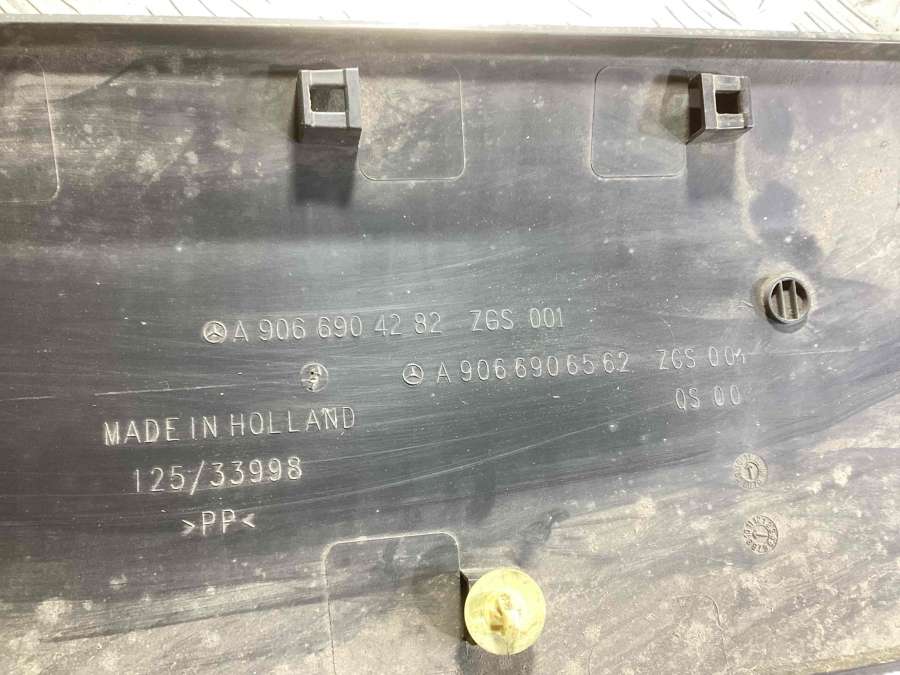 A 906 690 42 82 ZGS 001
A 906 690 65 62 ZGS 004
QS 00
MADE IN HOLLAND
125/33998
>PP<